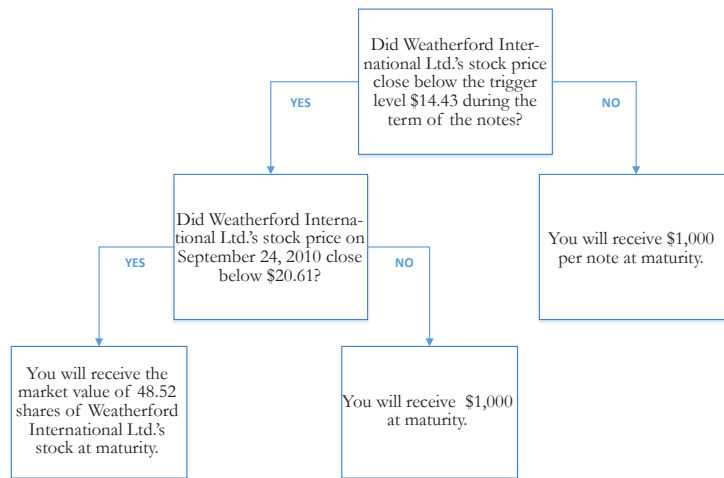 Did Weatherford Inter-
national Ltd.'s stock price
close below the trigger
level $14.43 during the
term of the notes?
YES
NO
Did Weatherford Interna-
tional Ltd.'s stock price on
September 24, 2010 close
below $20.61?
You will receive $1,000
per note at maturity.
YES
NO
You will receive the
market value of 48.52
shares of Weatherford
International Ltd.'s
stock at maturity.
You will receive $1,000
at maturity.